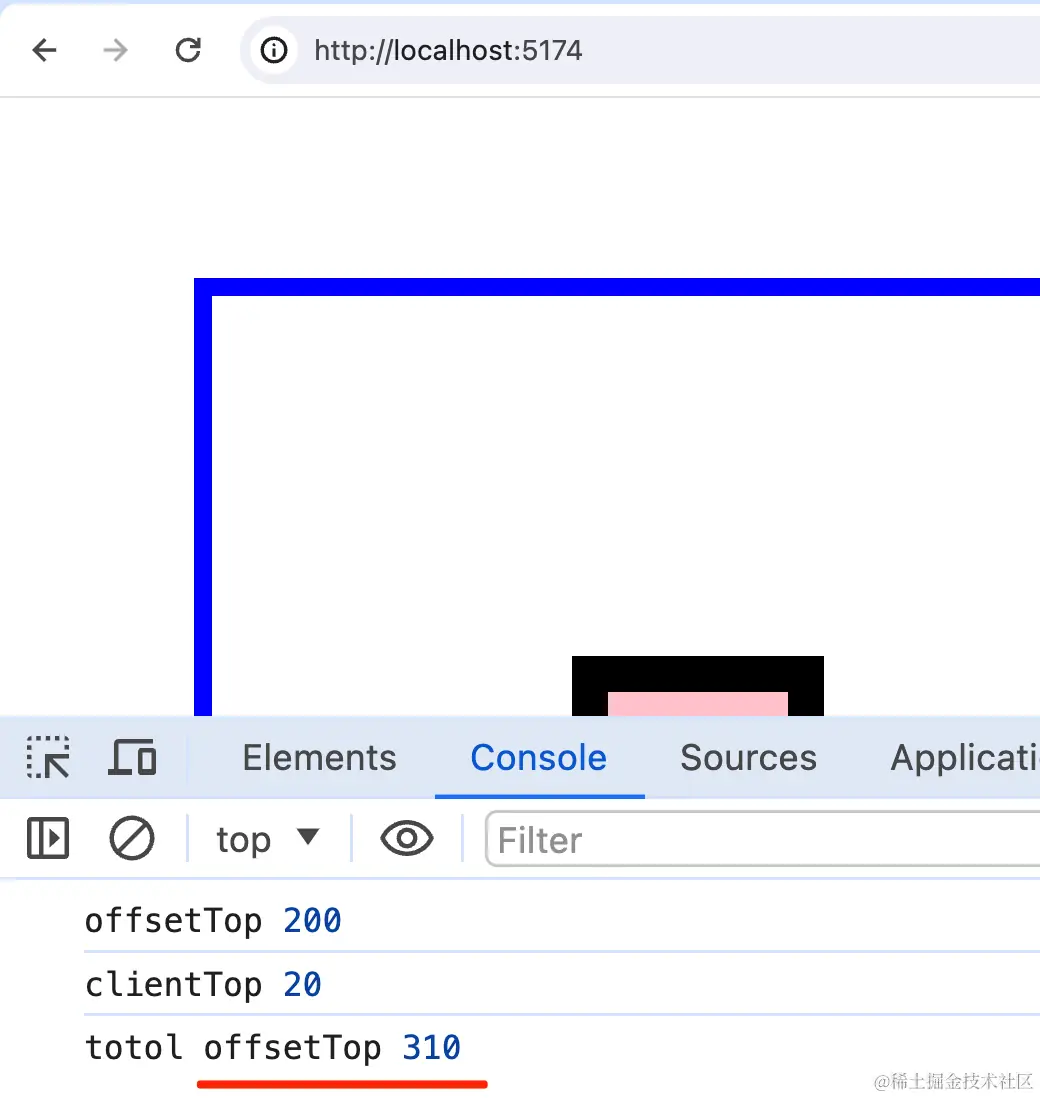 http://localhost:5174
Elements Console Sources Applicati
top Filter
offsetTop 200
clientTop 20
totol offsetTop 310
@稀土掘金技术社区